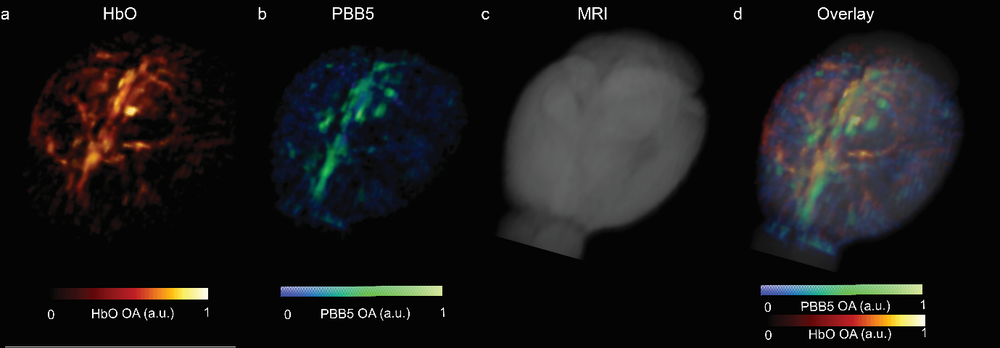 a HbO
b PBB5
c MRI
d Overlay
0 HbO OA (a.u.) 1
0 PBB5 OA (a.u.) 1
0 PBB5 OA (a.u.) 1
0 HbO OA (a.u.) 1